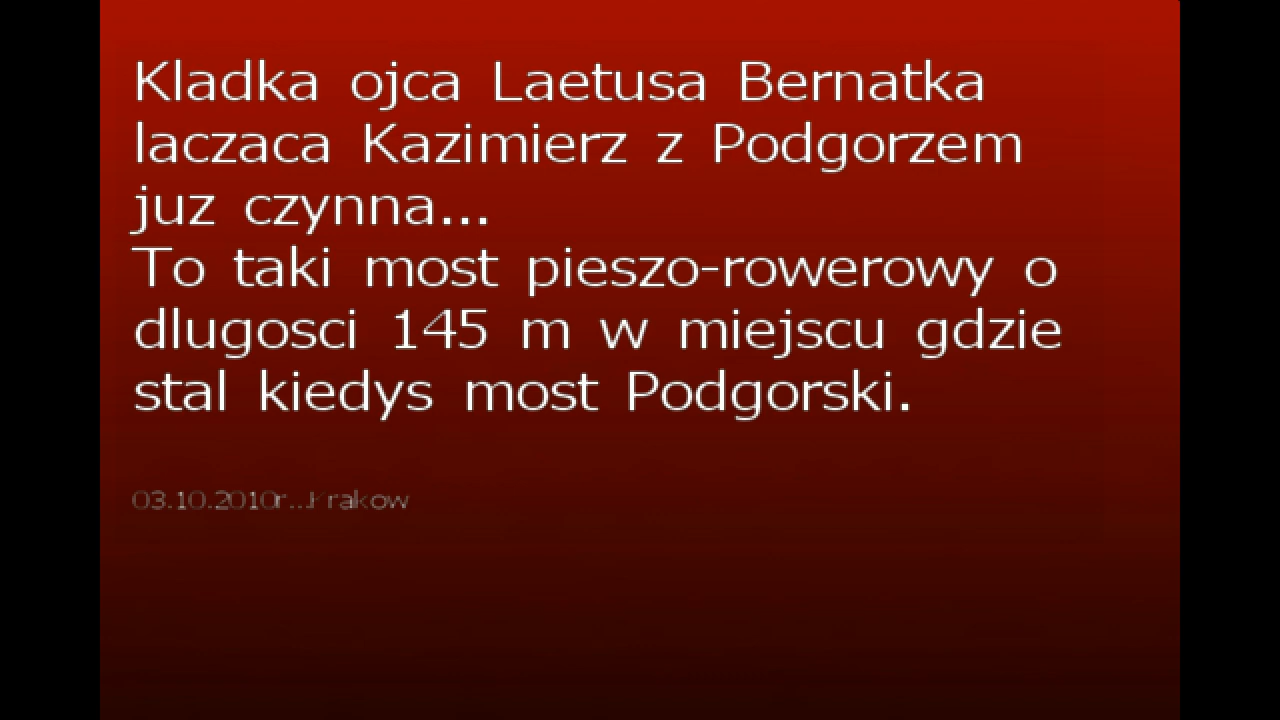 Kladka ojca Laetusa Bernatka
laczaca Kazimierz z Podgorzem
juz czynna...
To taki most pieszo-rowerowy o
dlugosci 145 m w miejscu gdzie
stal kiedys most Podgorski.
03.10.2010r...Krakow